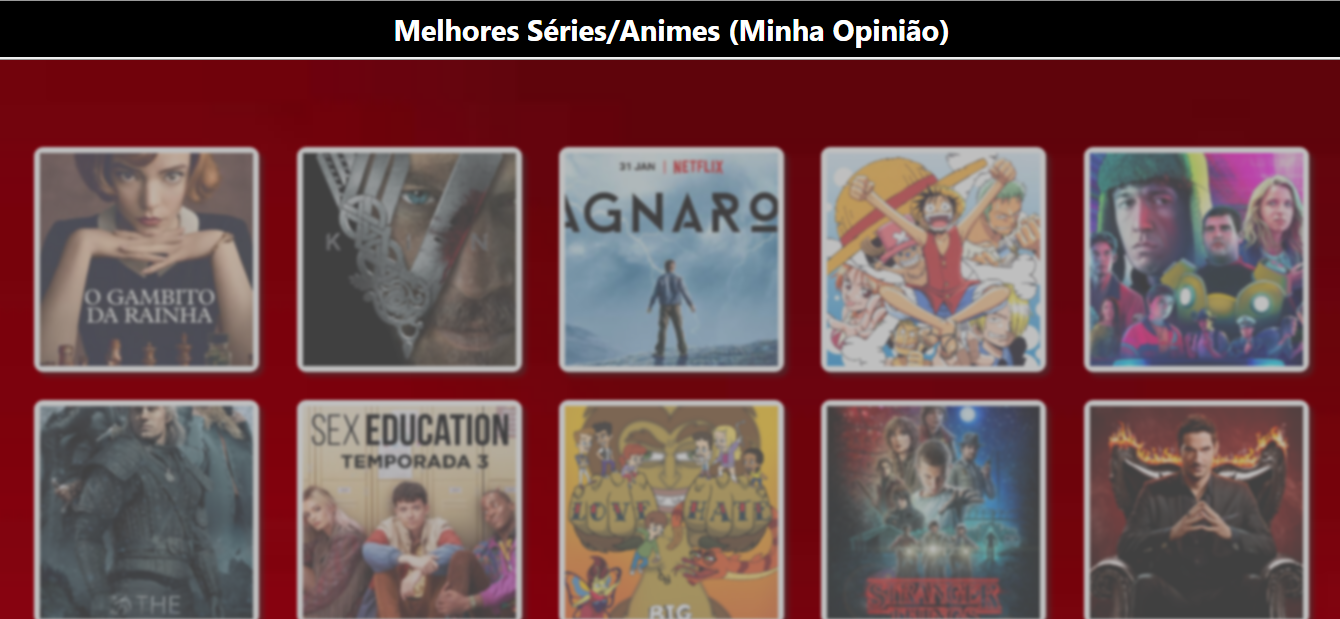 Melhores Séries/Animes (Minha Opinião)
31 JAN | NETFLIX
AGNARO
O GAMBITO
DA RAINHA
SEX EDUCATION
TEMPORADA 3
LOVE HATE
THE
BIG
STRANGER